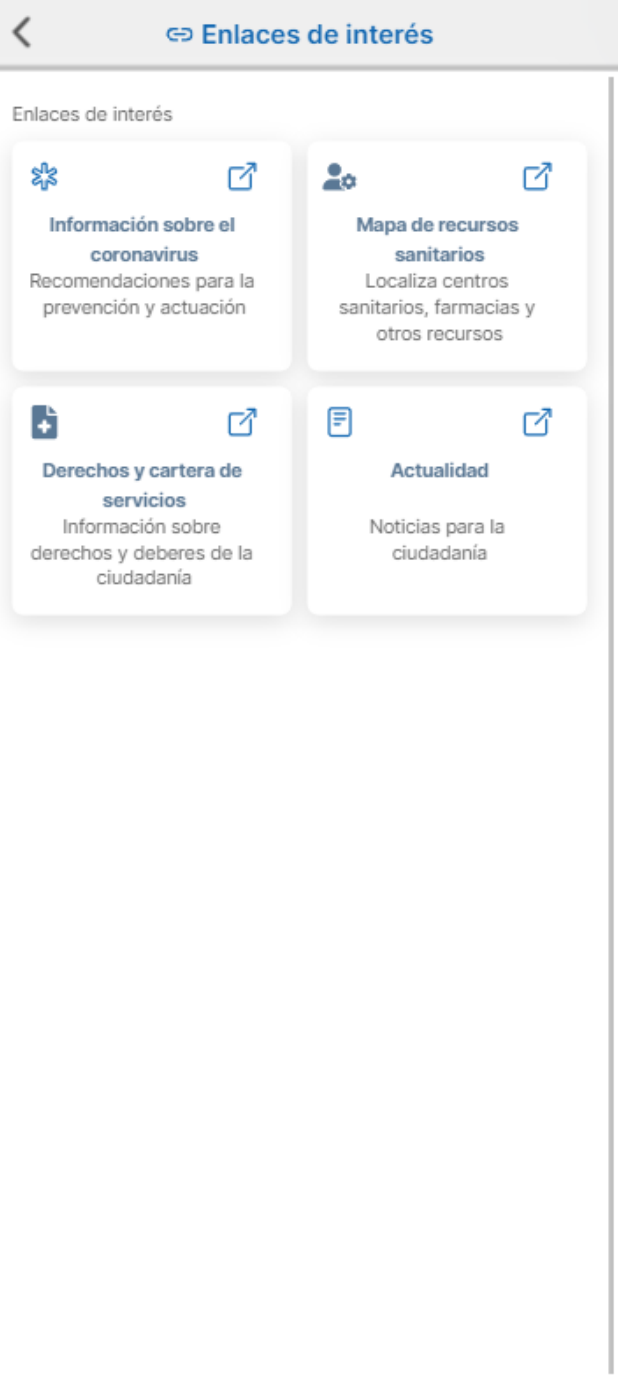 Enlaces de interés
Enlaces de interés
Información sobre el
coronavirus
Recomendaciones para la
prevención y actuación
Mapa de recursos
sanitarios
Localiza centros
sanitarios, farmacias y
otros recursos
Derechos y cartera de
servicios
Información sobre
derechos y deberes de la
ciudadanía
Actualidad
Noticias para la
ciudadanía